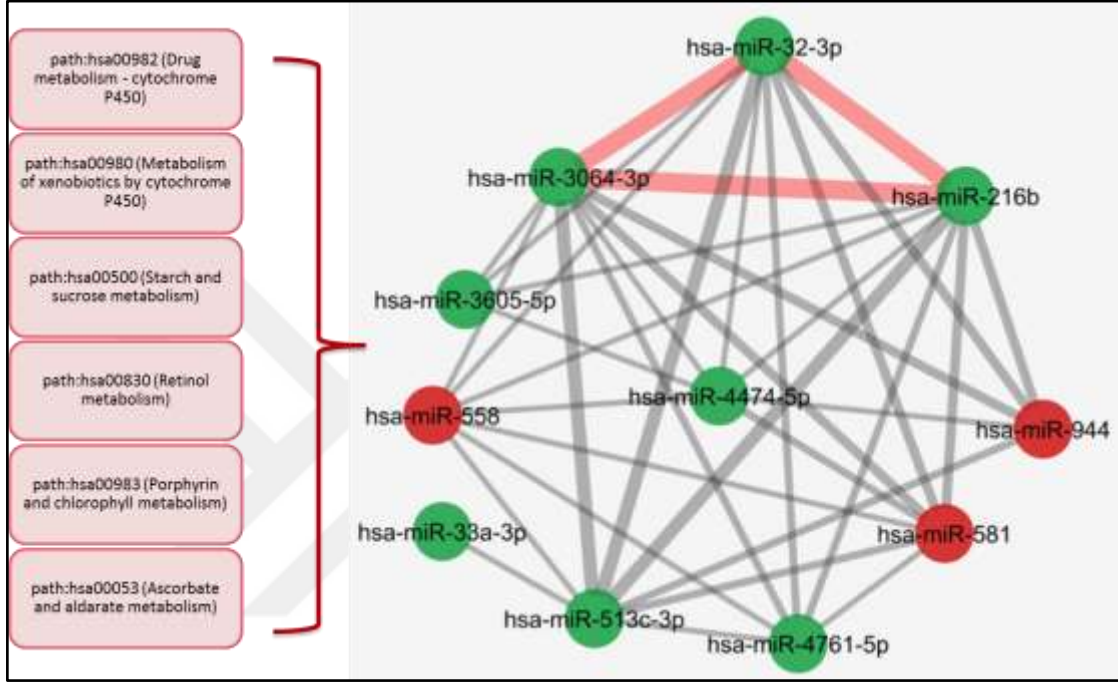 path:hsa00982 (Drug
metabolism - cytochrome
P450)
path:hsa00980 (Metabolism
of xenobiotics by cytochrome
P450)
path:hsa00500 (Starch and
sucrose metabolism)
path:hsa00830 (Retinol
metabolism)
path:hsa00983 (Porphyrin
and chlorophyll metabolism)
path:hsa00053 (Ascorbate
and aldarate metabolism)
hsa-miR-32-3p
hsa-miR-3064-3p
hsa-miR-216b
hsa-miR-3605-5p
hsa-miR-4474-5p
hsa-miR-558
hsa-miR-944
hsa-miR-33a-3p
hsa-miR-581
hsa-miR-513c-3p
hsa-miR-4761-5p